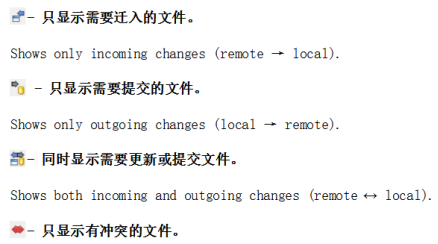 – 只显示需要迁入的文件。
Shows only incoming changes (remote → local).
– 只显示需要提交的文件。
Shows only outgoing changes (local → remote).
– 同时显示需要更新或提交文件。
Shows both incoming and outgoing changes (remote ↔ local).
– 只显示有冲突的文件。